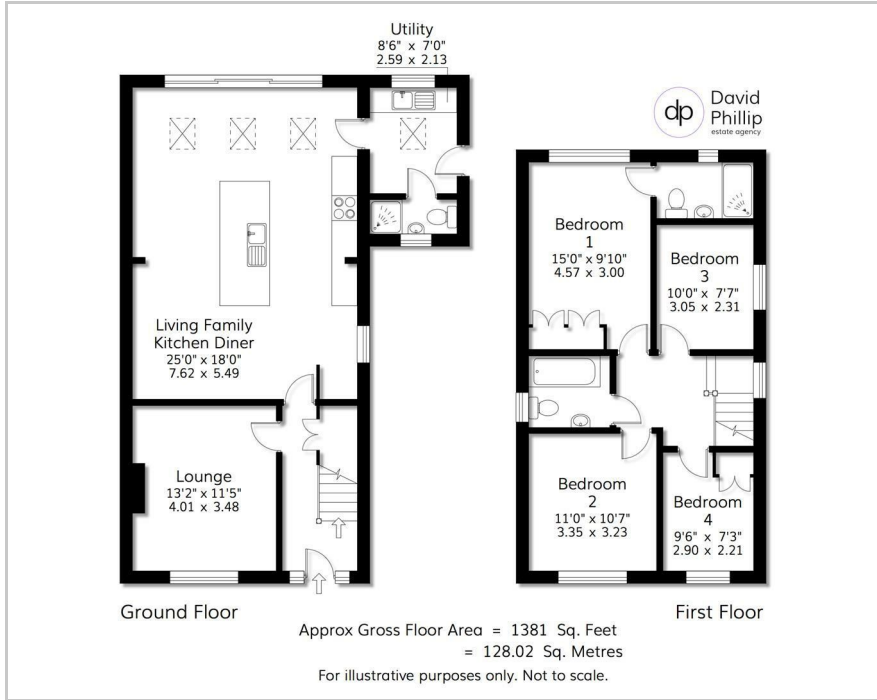 Utility
8'6" x 7'0"
2.59 x 2.13
dp
David
Phillip
estate agency
Living Family
Kitchen Diner
25'0" x 18'0"
7.62 x 5.49
Lounge
13'2" x 11'5"
4.01 x 3.48
Bedroom
1
15'0" x 9'10"
4.57 x 3.00
Bedroom
3
10'0" x 7'7"
3.05 x 2.31
Bedroom
2
11'0" x 10'7"
3.35 x 3.23
Bedroom
4
9'6" x 7'3"
2.90 x 2.21
Ground Floor
First Floor
Approx Gross Floor Area = 1381 Sq. Feet
= 128.02 Sq. Metres
For illustrative purposes only. Not to scale.